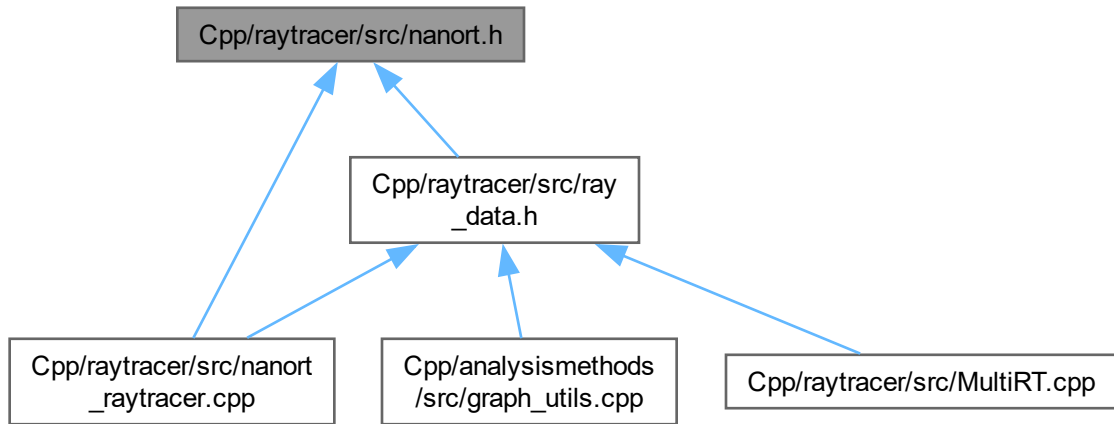 Cpp/raytracer/src/nanort.h
Cpp/raytracer/src/ray
_data.h
Cpp/raytracer/src/nanort
_raytracer.cpp
Cpp/analysismethods
/src/graph_utils.cpp
Cpp/raytracer/src/MultiRT.cpp